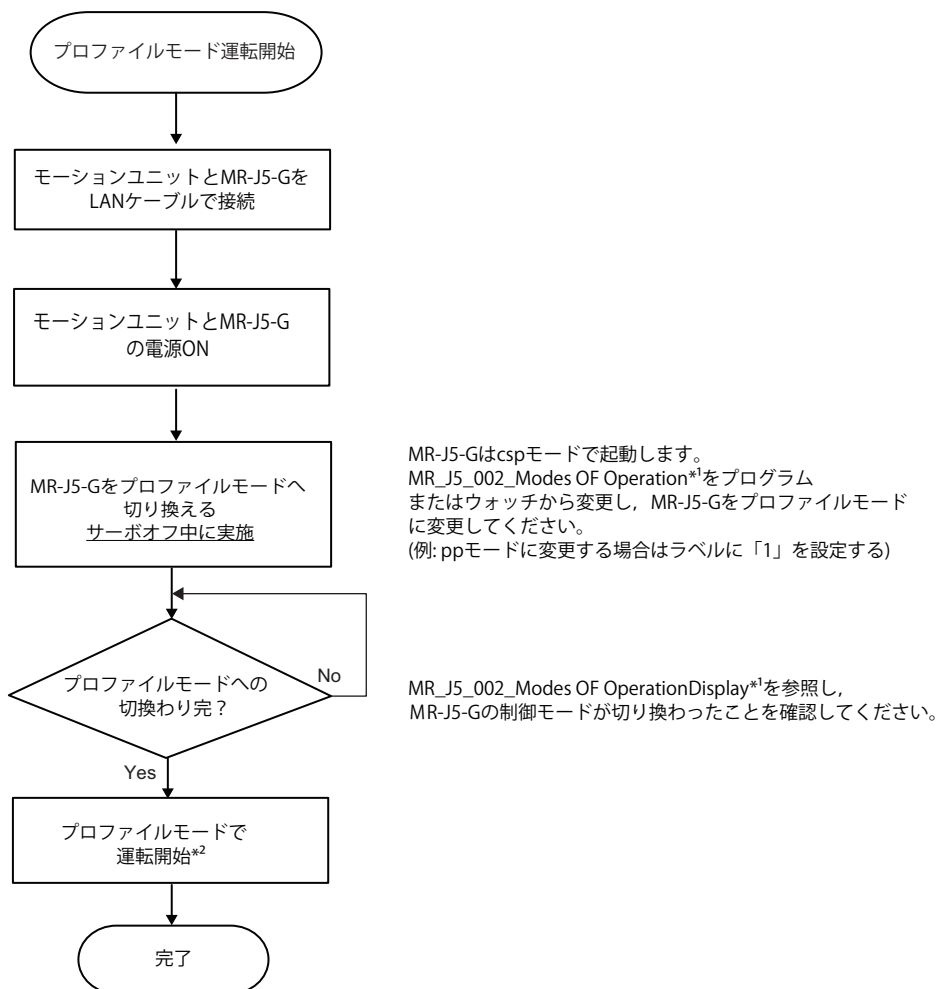 プロファイルモード運転開始
モーションユニットとMR-J5-Gを
LANケーブルで接続
モーションユニットとMR-J5-G
の電源ON
MR-J5-Gをプロファイルモードへ
切り換える
サーボオフ中に実施
MR-J5-Gはcspモードで起動します。
MR_J5_002_Modes OF Operation*1をプログラム
またはウォッチから変更し，MR-J5-Gをプロファイルモード
に変更してください。
(例: ppモードに変更する場合はラベルに「1」を設定する)
プロファイルモードへの
切換わり完？
No
MR_J5_002_Modes OF OperationDisplay*1を参照し，
MR-J5-Gの制御モードが切り換わったことを確認してください。
Yes
プロファイルモードで
運転開始*2
完了